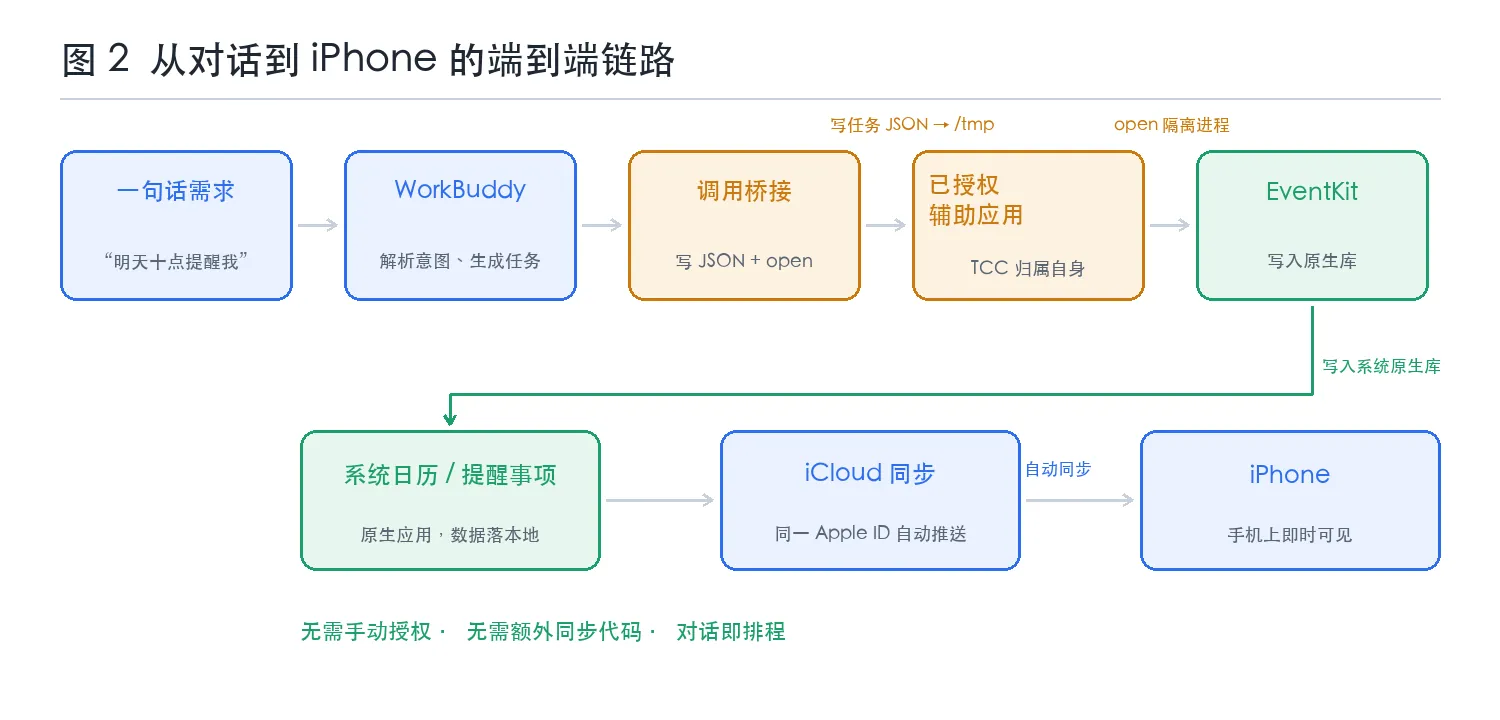 图 2 从对话到 iPhone 的端到端链路
写任务 JSON → /tmp
open 隔离进程
一句话需求
“明天十点提醒我”
WorkBuddy
解析意图、生成任务
调用桥接
写 JSON + open
已授权
辅助应用
TCC 归属自身
EventKit
写入原生库
写入系统原生库
系统日历 / 提醒事项
原生应用，数据落本地
iCloud 同步
同一 Apple ID 自动推送
自动同步
iPhone
手机上即时可见
无需手动授权 · 无需额外同步代码 · 对话即排程